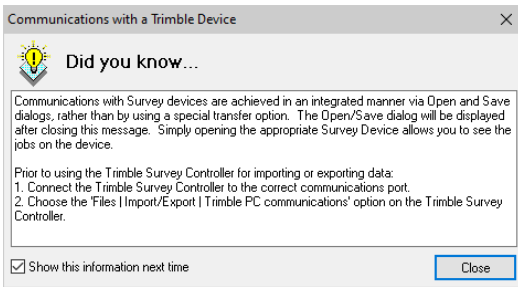 Communications with a Trimble Device
Did you know...
Communications with Survey devices are achieved in an integrated manner via Open and Save
dialogs, rather than by using a special transfer option. The Open/Save dialog will be displayed
after closing this message. Simply opening the appropriate Survey Device allows you to see the
jobs on the device.
Prior to using the Trimble Survey Controller for importing or exporting data:
1. Connect the Trimble Survey Controller to the correct communications port.
2. Choose the 'Files | Import/Export | Trimble PC communications' option on the Trimble Survey
Controller.
Show this information next time
Close